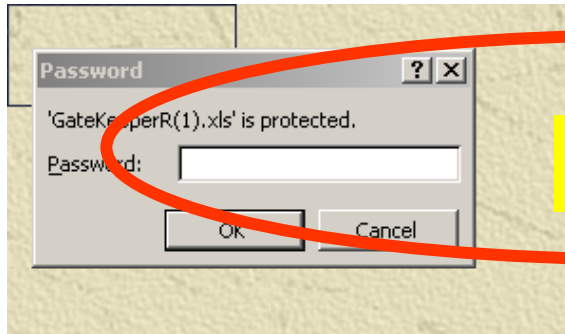 Password
? X
'GateKeeperR(1).xls' is protected.
Password:
OK
Cancel